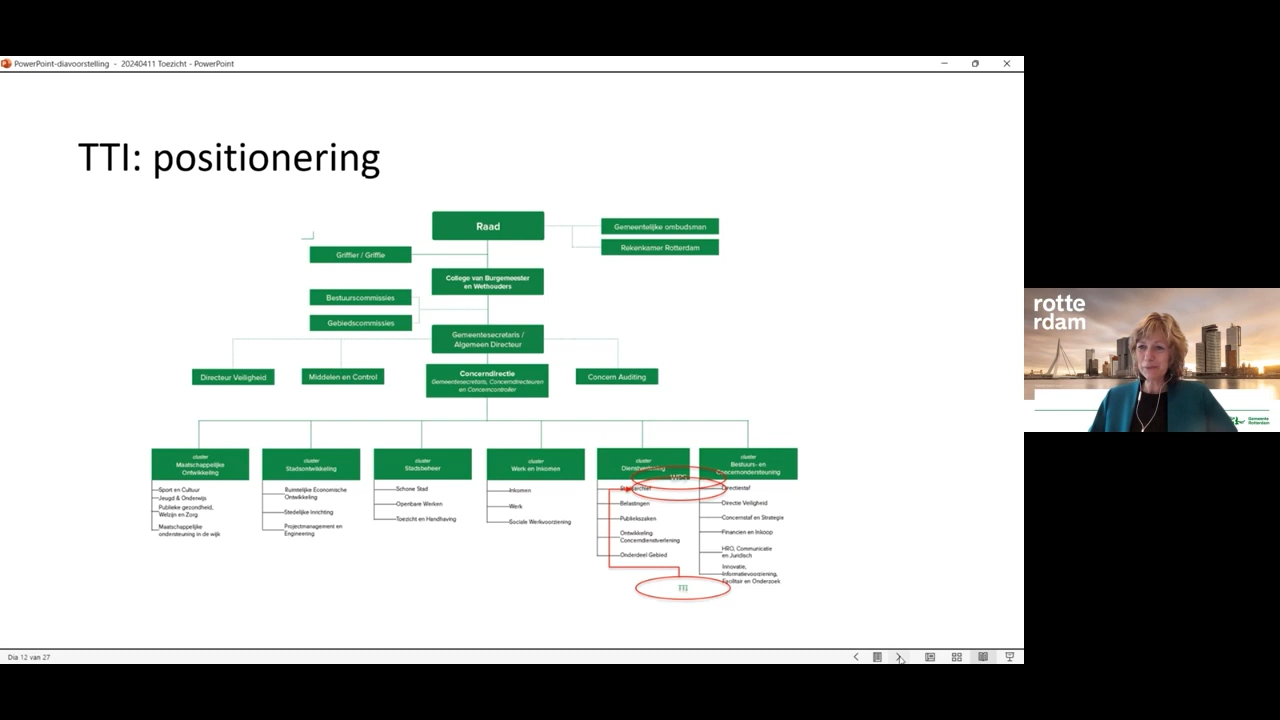 PowerPoint-diavoorstelling - 20240411 Toezicht - PowerPoint
TTI: positionering
Raad
Gemeentelijke ombudsman
Rekenkamer Rotterdam
Griffier / Griffie
College van Burgemeester
en Wethouders
Bestuurscommissies
Gebiedscommissies
Gemeentesecretaris /
Algemeen Directeur
Directeur Veiligheid
Middelen en Control
Concerndirectie
Gemeentesecretaris, Concerndirecteuren
en Concerncontroller
Concern Auditing
cluster
Maatschappelijke
Ontwikkeling
Sport en Cultuur
Jeugd & Onderwijs
Publieke gezondheid,
Welzijn en Zorg
Maatschappelijke
ondersteuning in de wijk
cluster
Stadsontwikkeling
Ruimtelijke Economische
Ontwikkeling
Stedelijke Inrichting
Projectmanagement en
Engineering
cluster
Stadsbeheer
Schone Stad
Openbare Werken
Toezicht en Handhaving
cluster
Werk en Inkomen
Inkomen
Werk
Sociale Werkvoorziening
cluster
Dienstverlening
Stadsarchief
Belastingen
Publiekszaken
Ontwikkeling
Concerndienstverlening
Onderdeel Gebied
cluster
Bestuurs- en
Concernondersteuning
Directiestaf
Directie Veiligheid
Concernstaf en Strategie
Financien en Inkoop
HRO, Communicatie
en Juridisch
Innovatie,
Informatievoorziening,
Facilitair en Onderzoek
TTI
Dia 12 van 27
rotte
rdam
Gemeente
Rotterdam